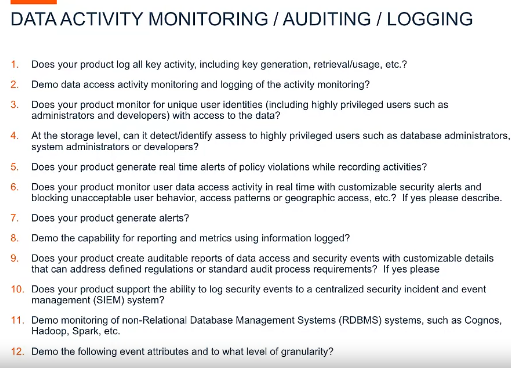 DATA ACTIVITY MONITORING / AUDITING / LOGGING
1. Does your product log all key activity, including key generation, retrieval/usage, etc.?
2. Demo data access activity monitoring and logging of the activity monitoring?
3. Does your product monitor for unique user identities (including highly privileged users such as
administrators and developers) with access to the data?
4. At the storage level, can it detect/identify assess to highly privileged users such as database administrators,
system administrators or developers?
5. Does your product generate real time alerts of policy violations while recording activities?
6. Does your product monitor user data access activity in real time with customizable security alerts and
blocking unacceptable user behavior, access patterns or geographic access, etc.? If yes please describe.
7. Does your product generate alerts?
8. Demo the capability for reporting and metrics using information logged?
9. Does your product create auditable reports of data access and security events with customizable details
that can address defined regulations or standard audit process requirements? If yes please
10. Does your product support the ability to log security events to a centralized security incident and event
management (SIEM) system?
11. Demo monitoring of non-Relational Database Management Systems (RDBMS) systems, such as Cognos,
Hadoop, Spark, etc.
12. Demo the following event attributes and to what level of granularity?